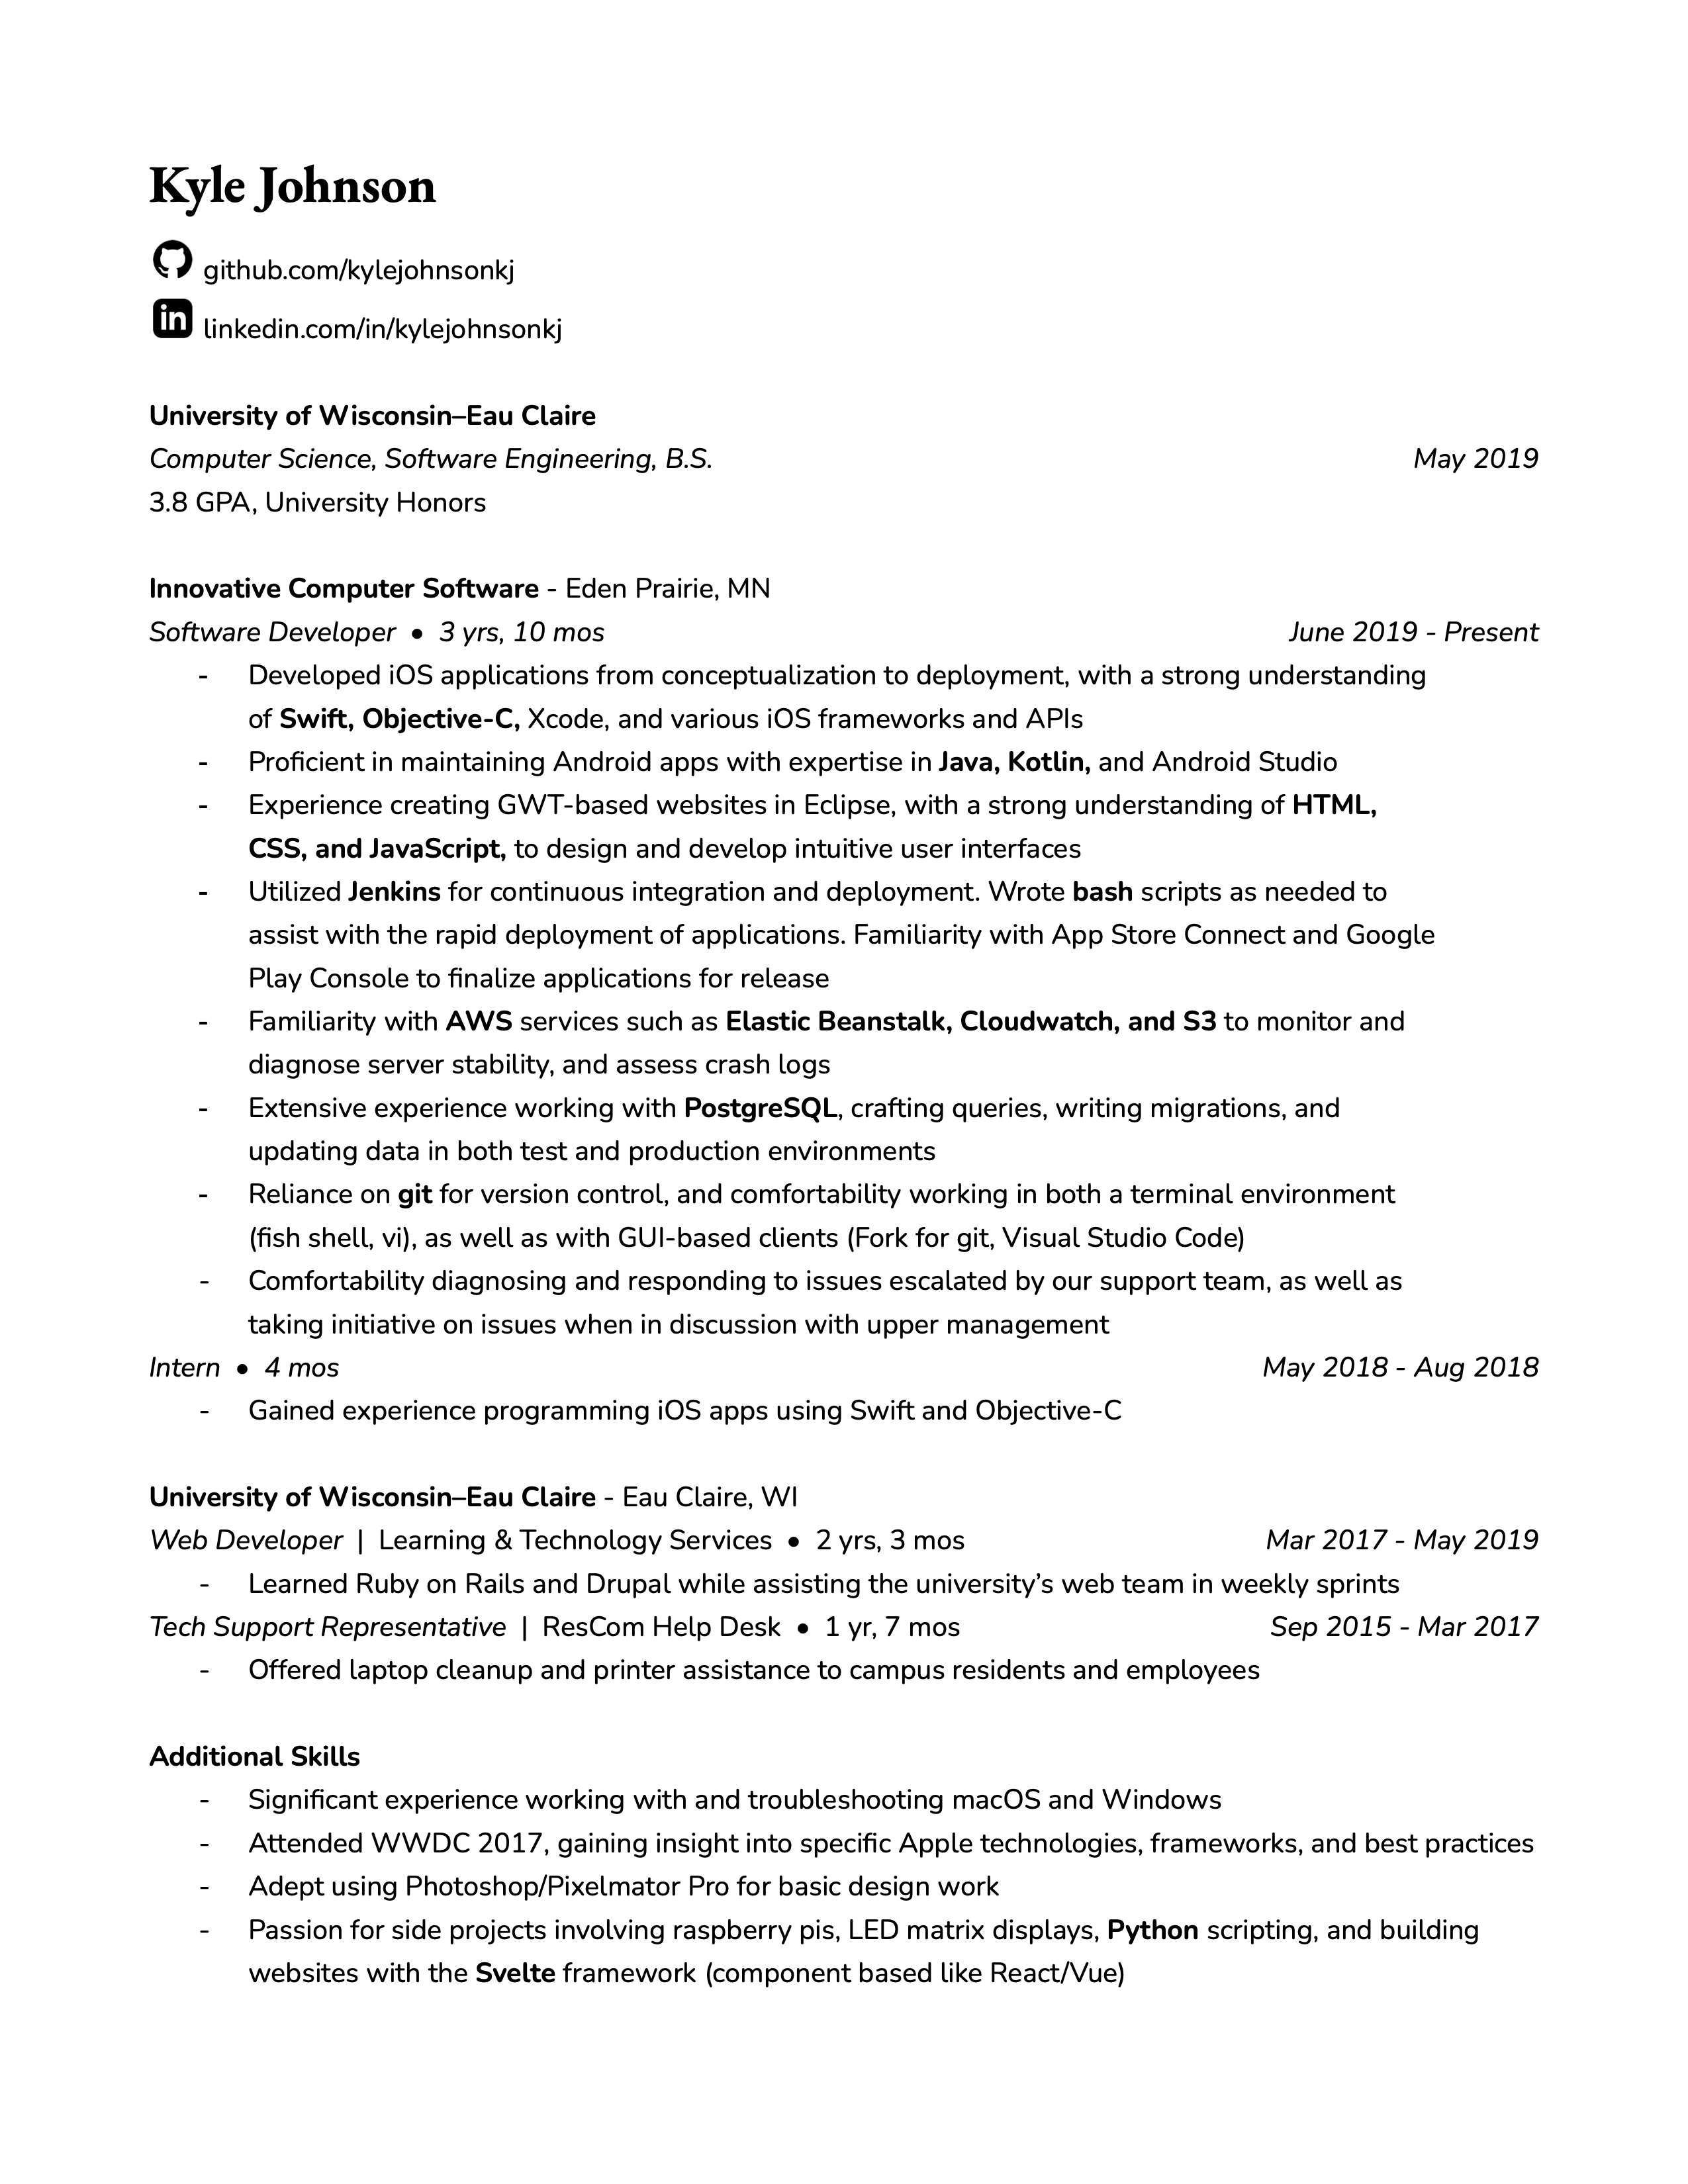 Kyle Johnson
github.com/kylejohnsonkj
in linkedin.com/in/kylejohnsonkj
University of Wisconsin–Eau Claire
Computer Science, Software Engineering, B.S. May 2019
3.8 GPA, University Honors
Innovative Computer Software - Eden Prairie, MN
Software Developer • 3 yrs, 10 mos June 2019 - Present
- Developed iOS applications from conceptualization to deployment, with a strong understanding
of Swift, Objective-C, Xcode, and various iOS frameworks and APIs
- Proficient in maintaining Android apps with expertise in Java, Kotlin, and Android Studio
- Experience creating GWT-based websites in Eclipse, with a strong understanding of HTML,
CSS, and JavaScript, to design and develop intuitive user interfaces
- Utilized Jenkins for continuous integration and deployment. Wrote bash scripts as needed to
assist with the rapid deployment of applications. Familiarity with App Store Connect and Google
Play Console to finalize applications for release
- Familiarity with AWS services such as Elastic Beanstalk, Cloudwatch, and S3 to monitor and
diagnose server stability, and assess crash logs
- Extensive experience working with PostgreSQL, crafting queries, writing migrations, and
updating data in both test and production environments
- Reliance on git for version control, and comfortability working in both a terminal environment
(fish shell, vi), as well as with GUI-based clients (Fork for git, Visual Studio Code)
- Comfortability diagnosing and responding to issues escalated by our support team, as well as
taking initiative on issues when in discussion with upper management
Intern • 4 mos May 2018 - Aug 2018
- Gained experience programming iOS apps using Swift and Objective-C
University of Wisconsin–Eau Claire - Eau Claire, WI
Web Developer | Learning & Technology Services • 2 yrs, 3 mos Mar 2017 - May 2019
- Learned Ruby on Rails and Drupal while assisting the university’s web team in weekly sprints
Tech Support Representative | ResCom Help Desk • 1 yr, 7 mos Sep 2015 - Mar 2017
- Offered laptop cleanup and printer assistance to campus residents and employees
Additional Skills
- Significant experience working with and troubleshooting macOS and Windows
- Attended WWDC 2017, gaining insight into specific Apple technologies, frameworks, and best practices
- Adept using Photoshop/Pixelmator Pro for basic design work
- Passion for side projects involving raspberry pis, LED matrix displays, Python scripting, and building
websites with the Svelte framework (component based like React/Vue)